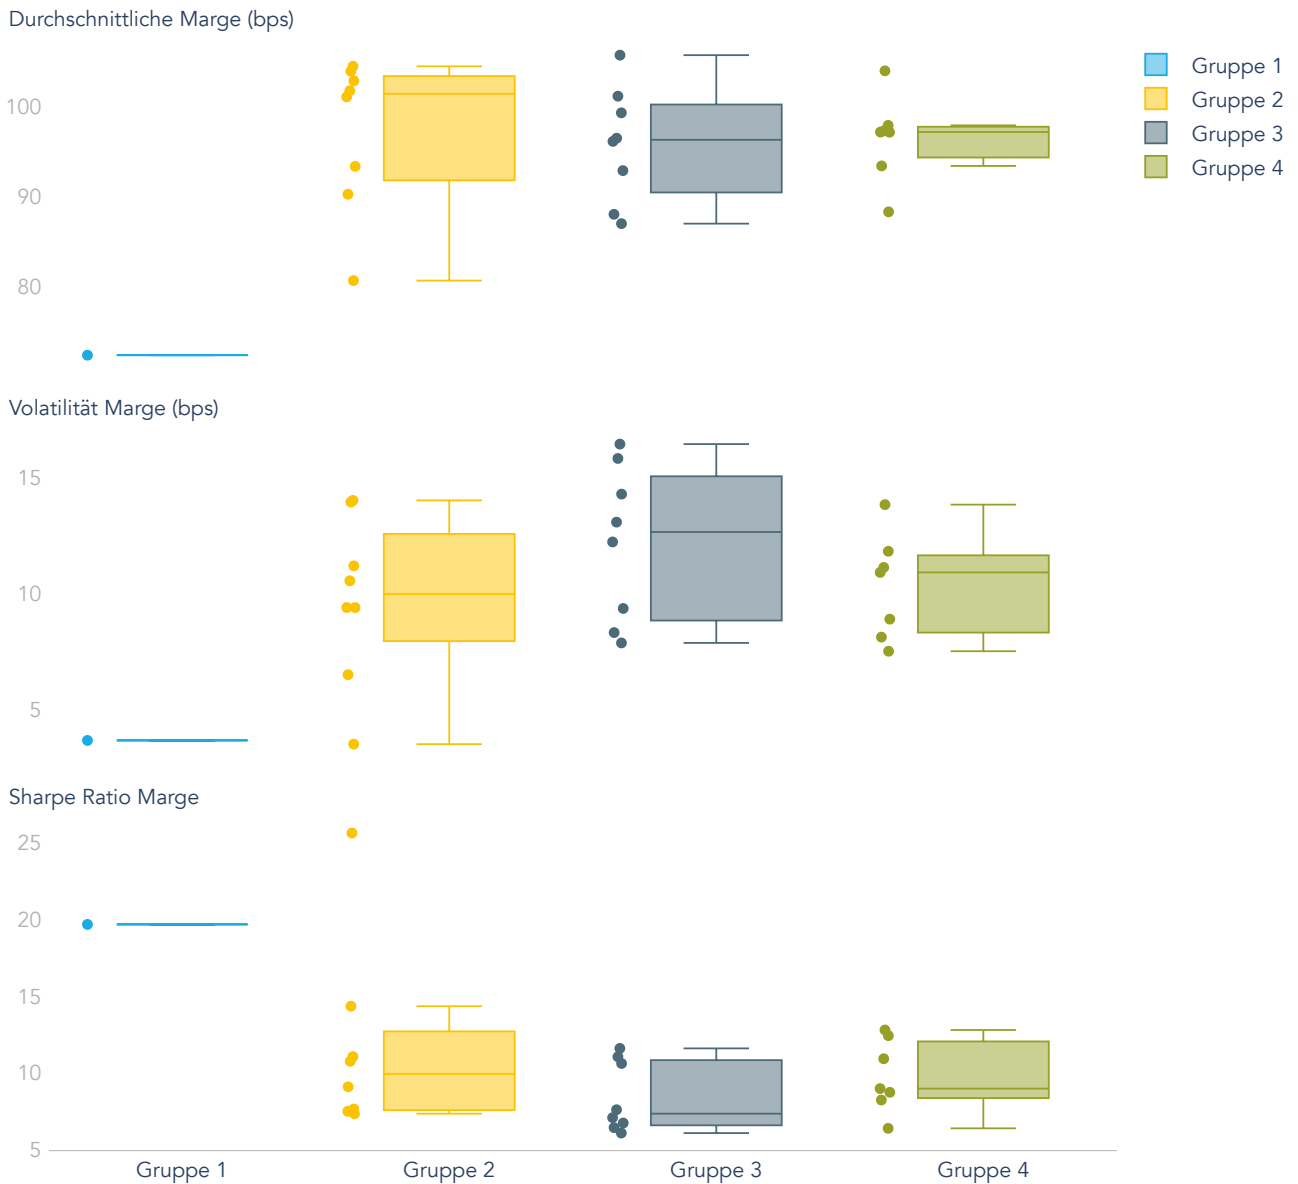 Durchschnittliche Marge (bps)
100
90
80
Gruppe 1
Gruppe 2
Gruppe 3
Gruppe 4
Volatilität Marge (bps)
15
10
5
Sharpe Ratio Marge
25
20
15
10
5
Gruppe 1
Gruppe 2
Gruppe 3
Gruppe 4